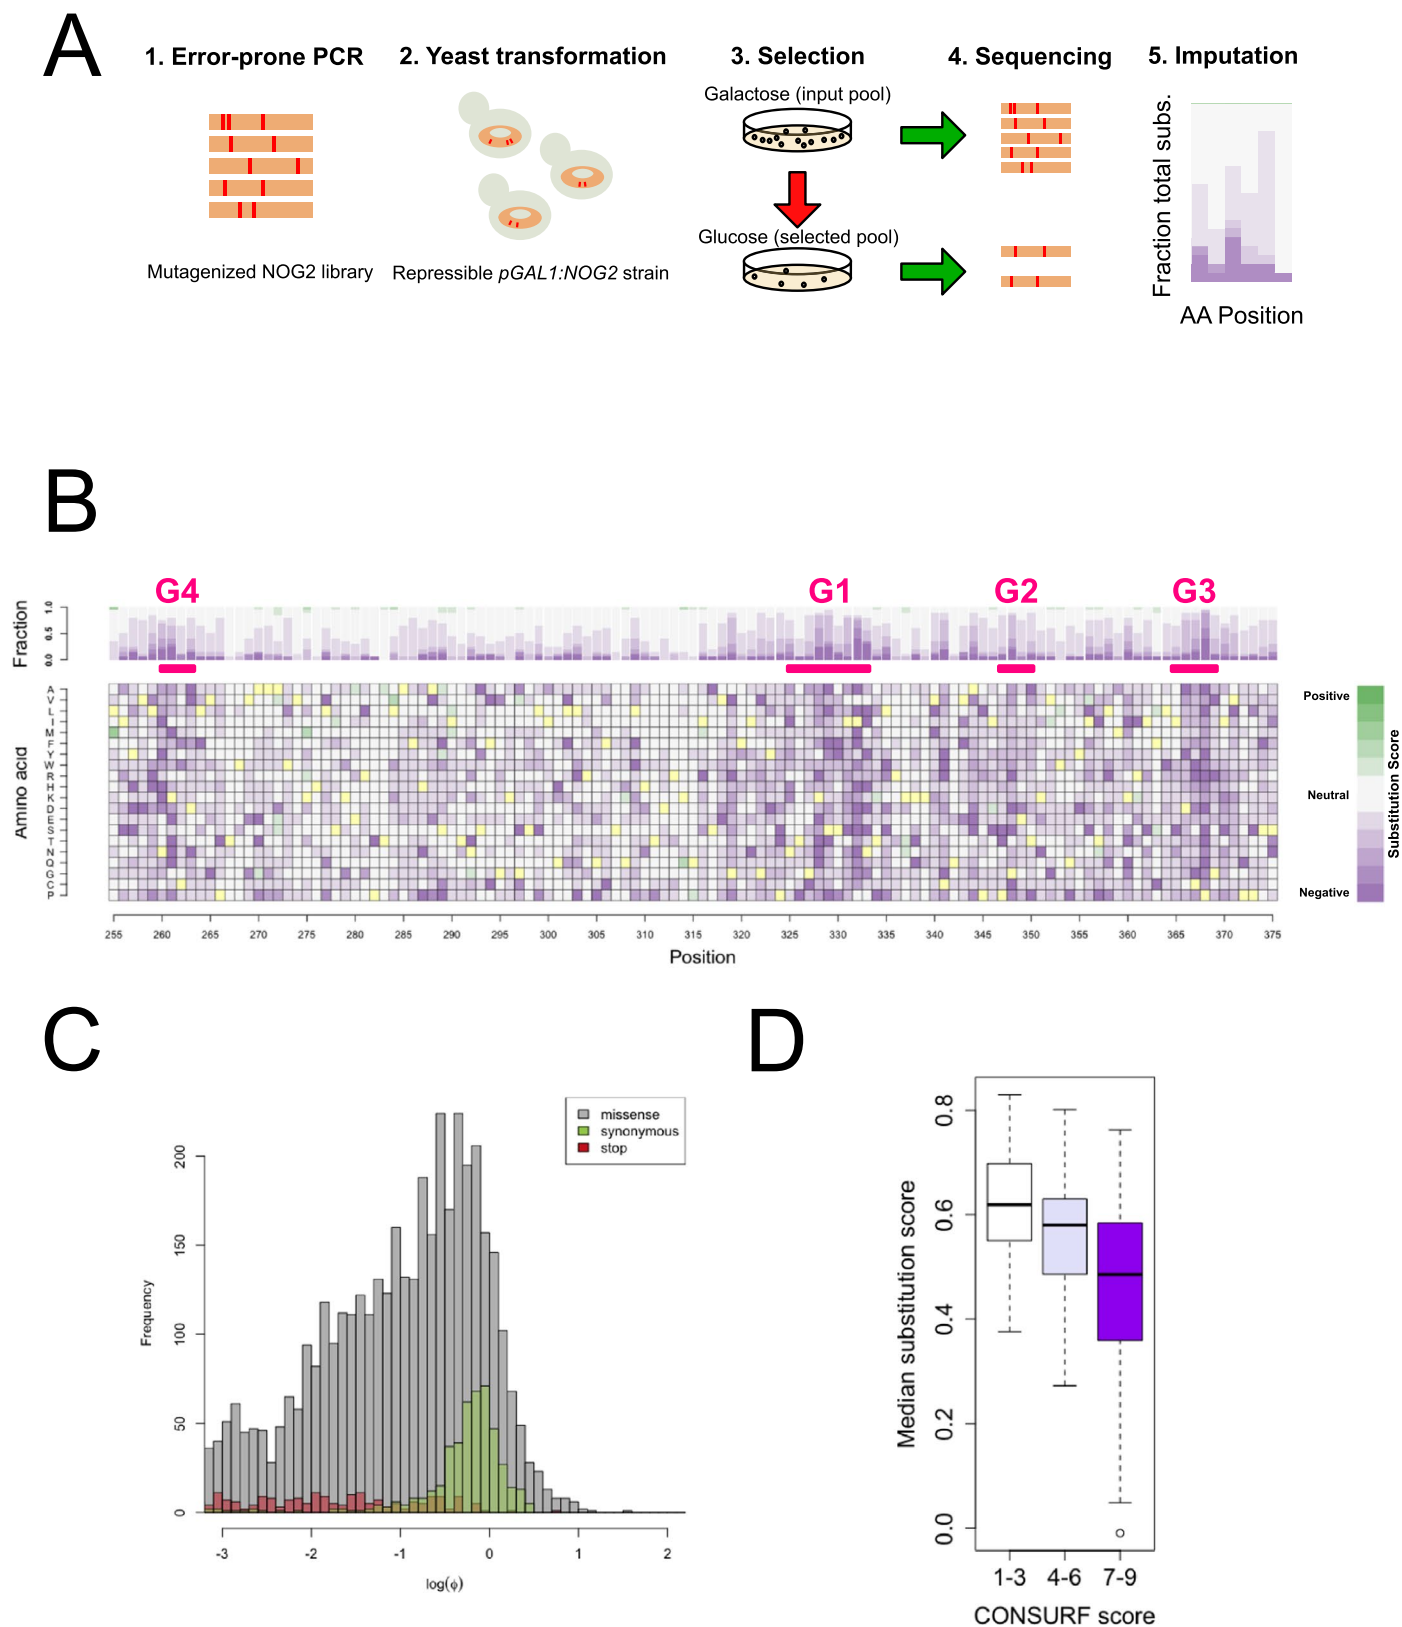 A
1. Error-prone PCR
2. Yeast transformation
3. Selection
4. Sequencing
5. Imputation
Galactose (input pool)
Glucose (selected pool)
Mutagenized NOG2 library
Repressible pGAL1:NOG2 strain
Fraction total subs.
AA Position
B
G4
G1
G2
G3
Fraction
1.0
0.5
0.0
Amino acid
A
V
L
I
M
F
Y
W
R
H
K
D
E
S
T
N
Q
G
C
P
255 260 265 270 275 280 285 290 295 300 305 310 315 320 325 330 335 340 345 350 355 360 365 370 375
Position
Positive
Neutral
Negative
Substitution Score
C
missense
synonymous
stop
Frequency
200
150
100
50
0
-3 -2 -1 0 1 2
log(ϕ)
D
Median substitution score
0.8
0.6
0.4
0.2
0.0
1-3 4-6 7-9
CONSURF score